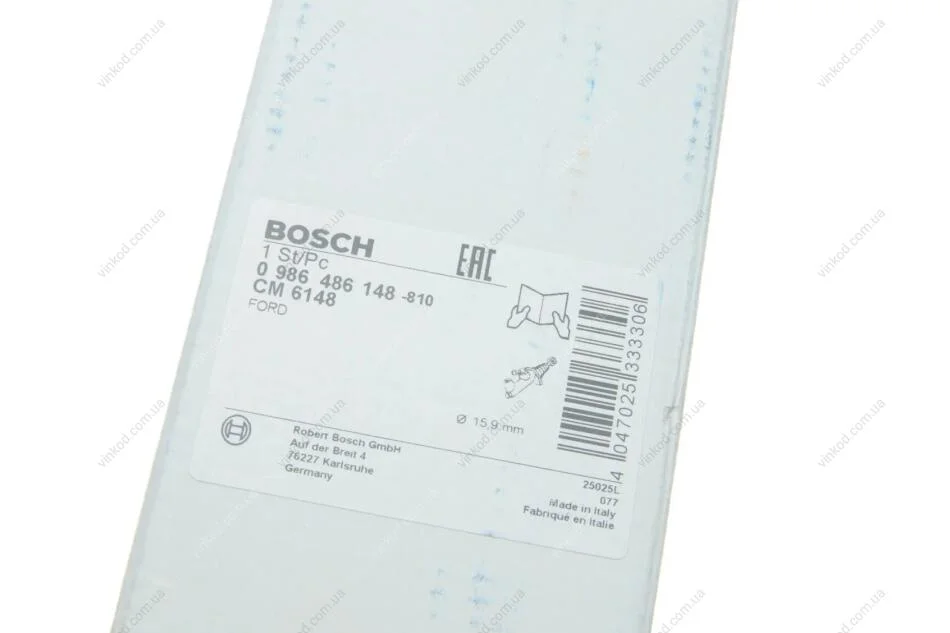 BOSCH
EAC
1 St/Pc
0 986 486 148 -810
CM 6148
FORD
Ø 15,9 mm
4 047025 333306
Robert Bosch GmbH
Auf der Breit 4
76227 Karlsruhe
Germany
25025L
077
Made in Italy
Fabriqué en Italie
vinkod.com.ua